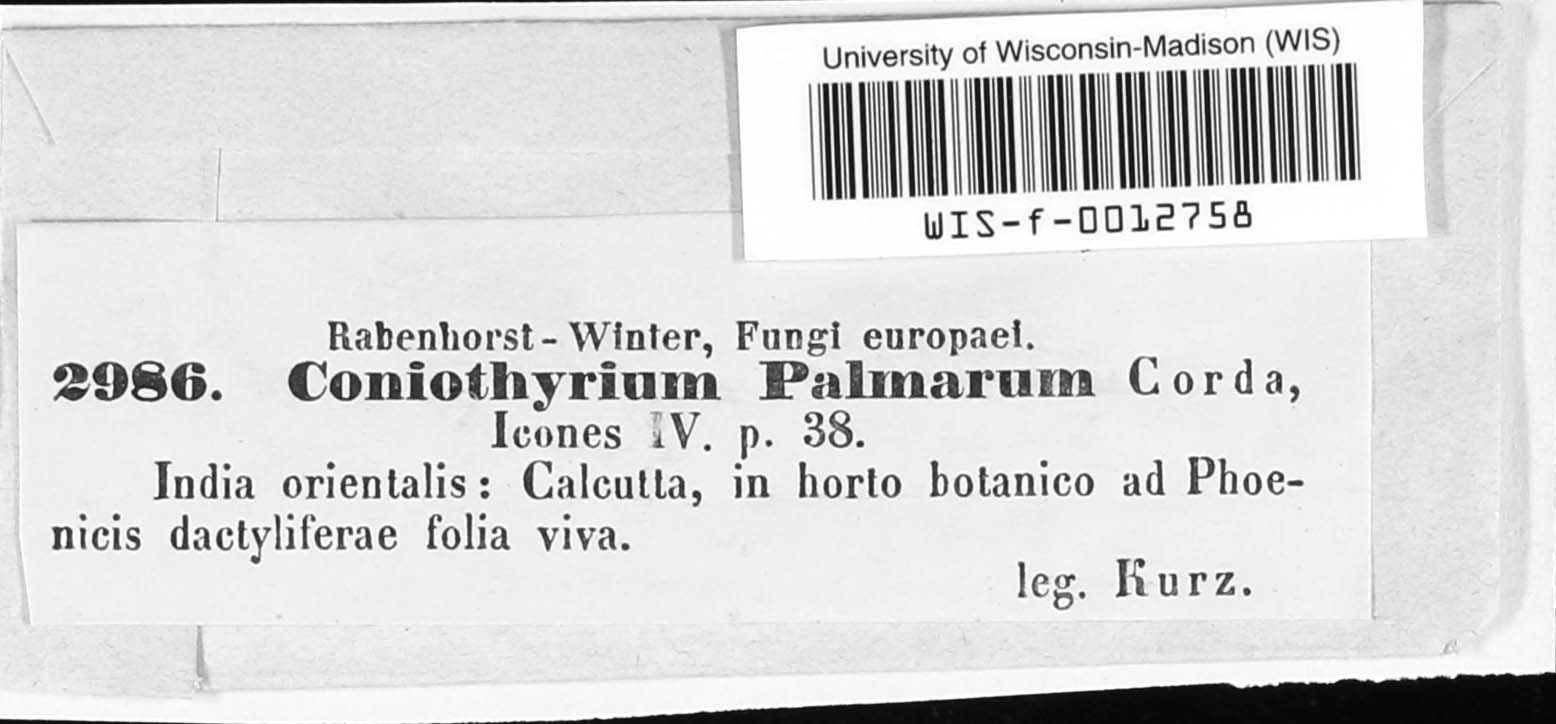 University of Wisconsin-Madison (WIS)
WIS-f-0012758
Rabenhorst-Winter, Fungi europaei.
2986. Coniothyrium Palmarum Corda,
Icones IV. p. 38.
India orientalis: Calcutta, in horto botanico ad Phoe-
nicis dactyliferae folia viva.
leg. Kurz.